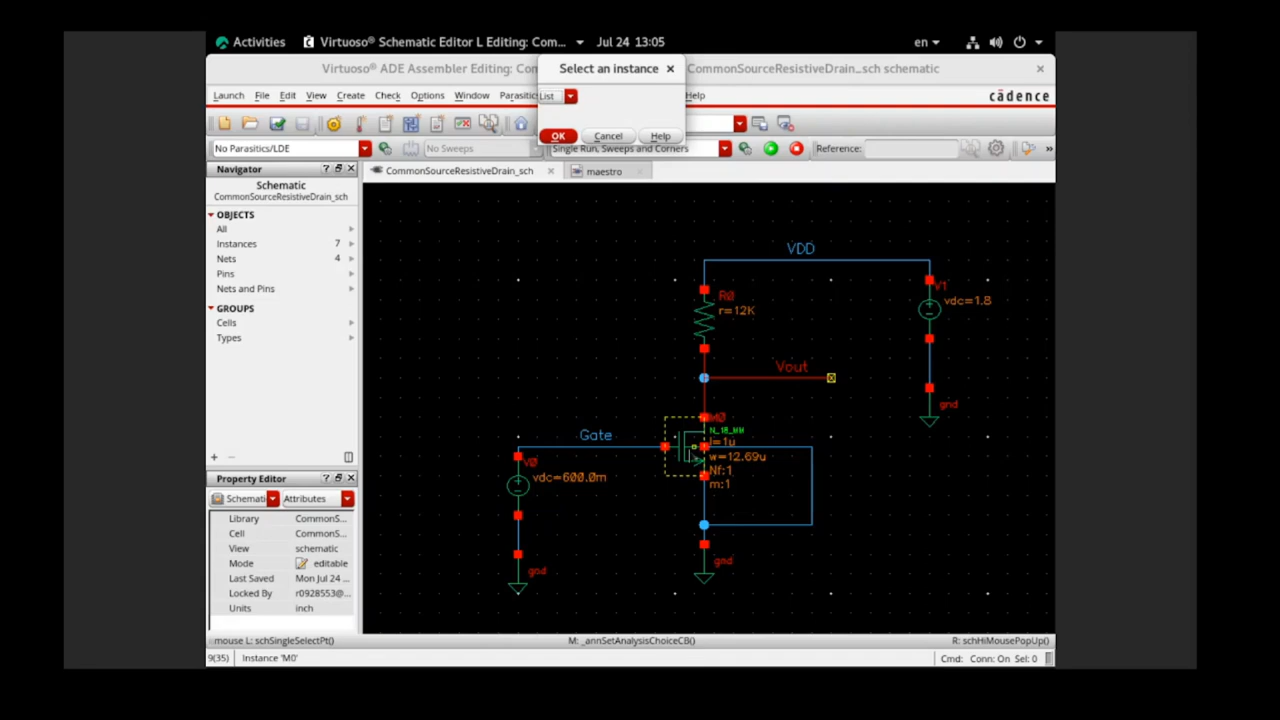 Activities
Virtuoso® Schematic Editor L Editing: Com...
Jul 24 13:05
en
Virtuoso® ADE Assembler Editing: Com
CommonSourceResistiveDrain_sch schematic
Select an instance
List
OK
Cancel
Help
Launch
File
Edit
View
Create
Check
Options
Window
Parasitics
Help
cādence
No Parasitics/LDE
No Sweeps
Single Run, Sweeps and Corners
Reference:
Navigator
CommonSourceResistiveDrain_sch
maestro
Schematic
CommonSourceResistiveDrain_sch
OBJECTS
All
Instances 7
Nets 4
Pins
Nets and Pins
GROUPS
Cells
Types
VDD
R0
r=12K
V1
vdc=1.8
Vout
gnd
M0
N_18_MM
l=1u
w=12.69u
Nf:1
m:1
Gate
V0
vdc=600.0m
gnd
gnd
Property Editor
Schemati
Attributes
Library CommonS...
Cell CommonS...
View schematic
Mode editable
Last Saved Mon Jul 24 ...
Locked By r0928553@...
Units inch
mouse L: schSingleSelectPt()
M: _annSetAnalysisChoiceCB()
R: schHiMousePopUp()
9(35)
Instance 'M0'
Cmd: Conn: On Sel: 0